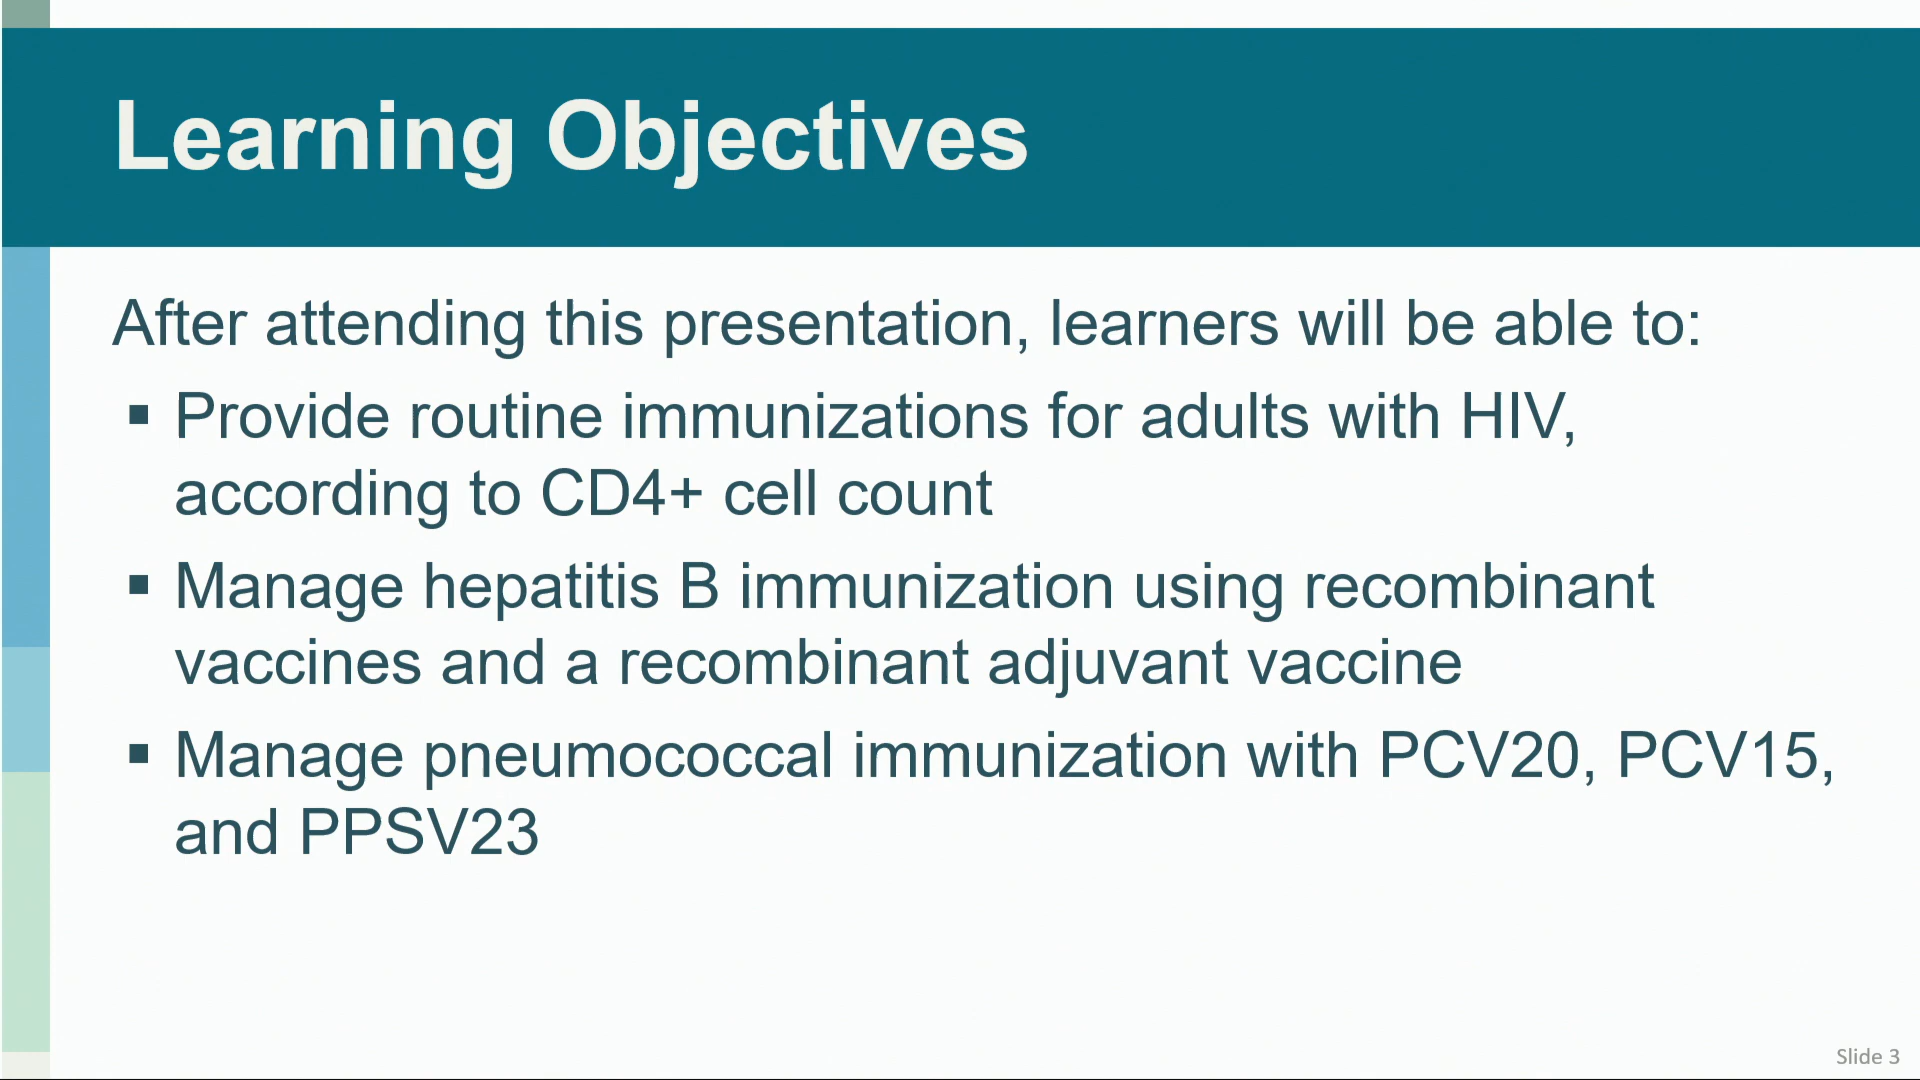 Learning Objectives
After attending this presentation, learners will be able to:
▪ Provide routine immunizations for adults with HIV,
according to CD4+ cell count
▪ Manage hepatitis B immunization using recombinant
vaccines and a recombinant adjuvant vaccine
▪ Manage pneumococcal immunization with PCV20, PCV15,
and PPSV23
Slide 3